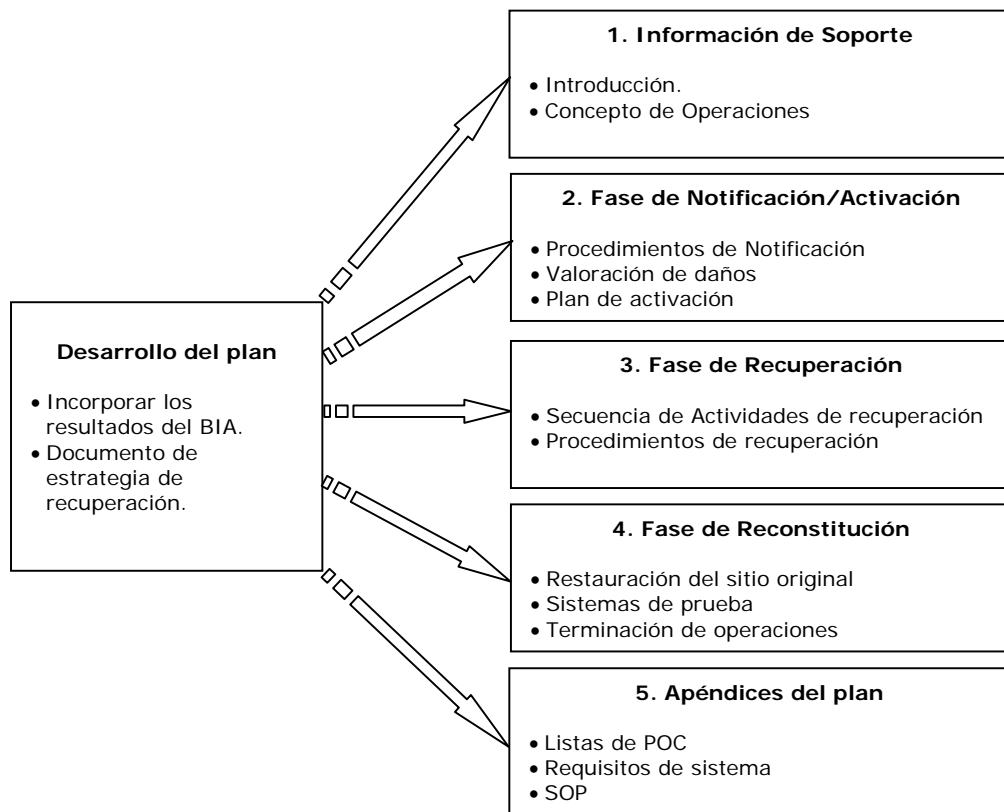 Desarrollo del plan
• Incorporar los
resultados del BIA.
• Documento de
estrategia de
recuperación.
1. Información de Soporte
• Introducción.
• Concepto de Operaciones
2. Fase de Notificación/Activación
• Procedimientos de Notificación
• Valoración de daños
• Plan de activación
3. Fase de Recuperación
• Secuencia de Actividades de recuperación
• Procedimientos de recuperación
4. Fase de Reconstitución
• Restauración del sitio original
• Sistemas de prueba
• Terminación de operaciones
5. Apéndices del plan
• Listas de POC
• Requisitos de sistema
• SOP